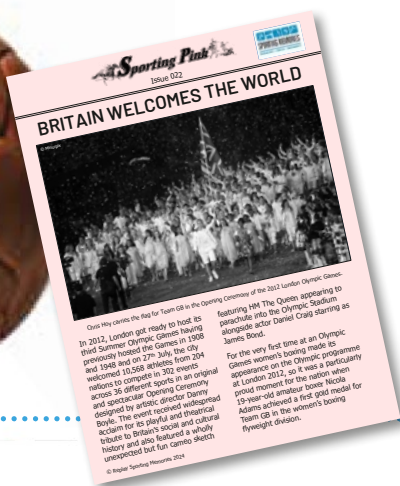 Sporting Pink
Issue 022
SPORTING MEMORIES
BRITAIN WELCOMES THE WORLD
Chris Hoy carries the flag for Team GB in the Opening Ceremony of the 2012 London Olympic Games.
In 2012, London got ready to host its
third Summer Olympic Games having
previously hosted the Games in 1908
and 1948 and on 27th July, the city
welcomed 10,568 athletes from 204
nations to compete in 302 events
across 36 different sports in an original
and spectacular Opening Ceremony
designed by artistic director Danny
Boyle. The event received widespread
acclaim for its playful and theatrical
tribute to Britain's social and cultural
history and also featured a wholly
unexpected but fun cameo sketch
featuring HM The Queen appearing to
parachute into the Olympic Stadium
alongside actor Daniel Craig starring as
James Bond.
For the very first time at an Olympic
Games women's boxing made its
appearance on the Olympic programme
at London 2012, so it was a particularly
proud moment for the nation when
19-year-old amateur boxer Nicola
Adams achieved a first gold medal for
Team GB in the women's boxing
flyweight division.
© Replay Sporting Memories 2024